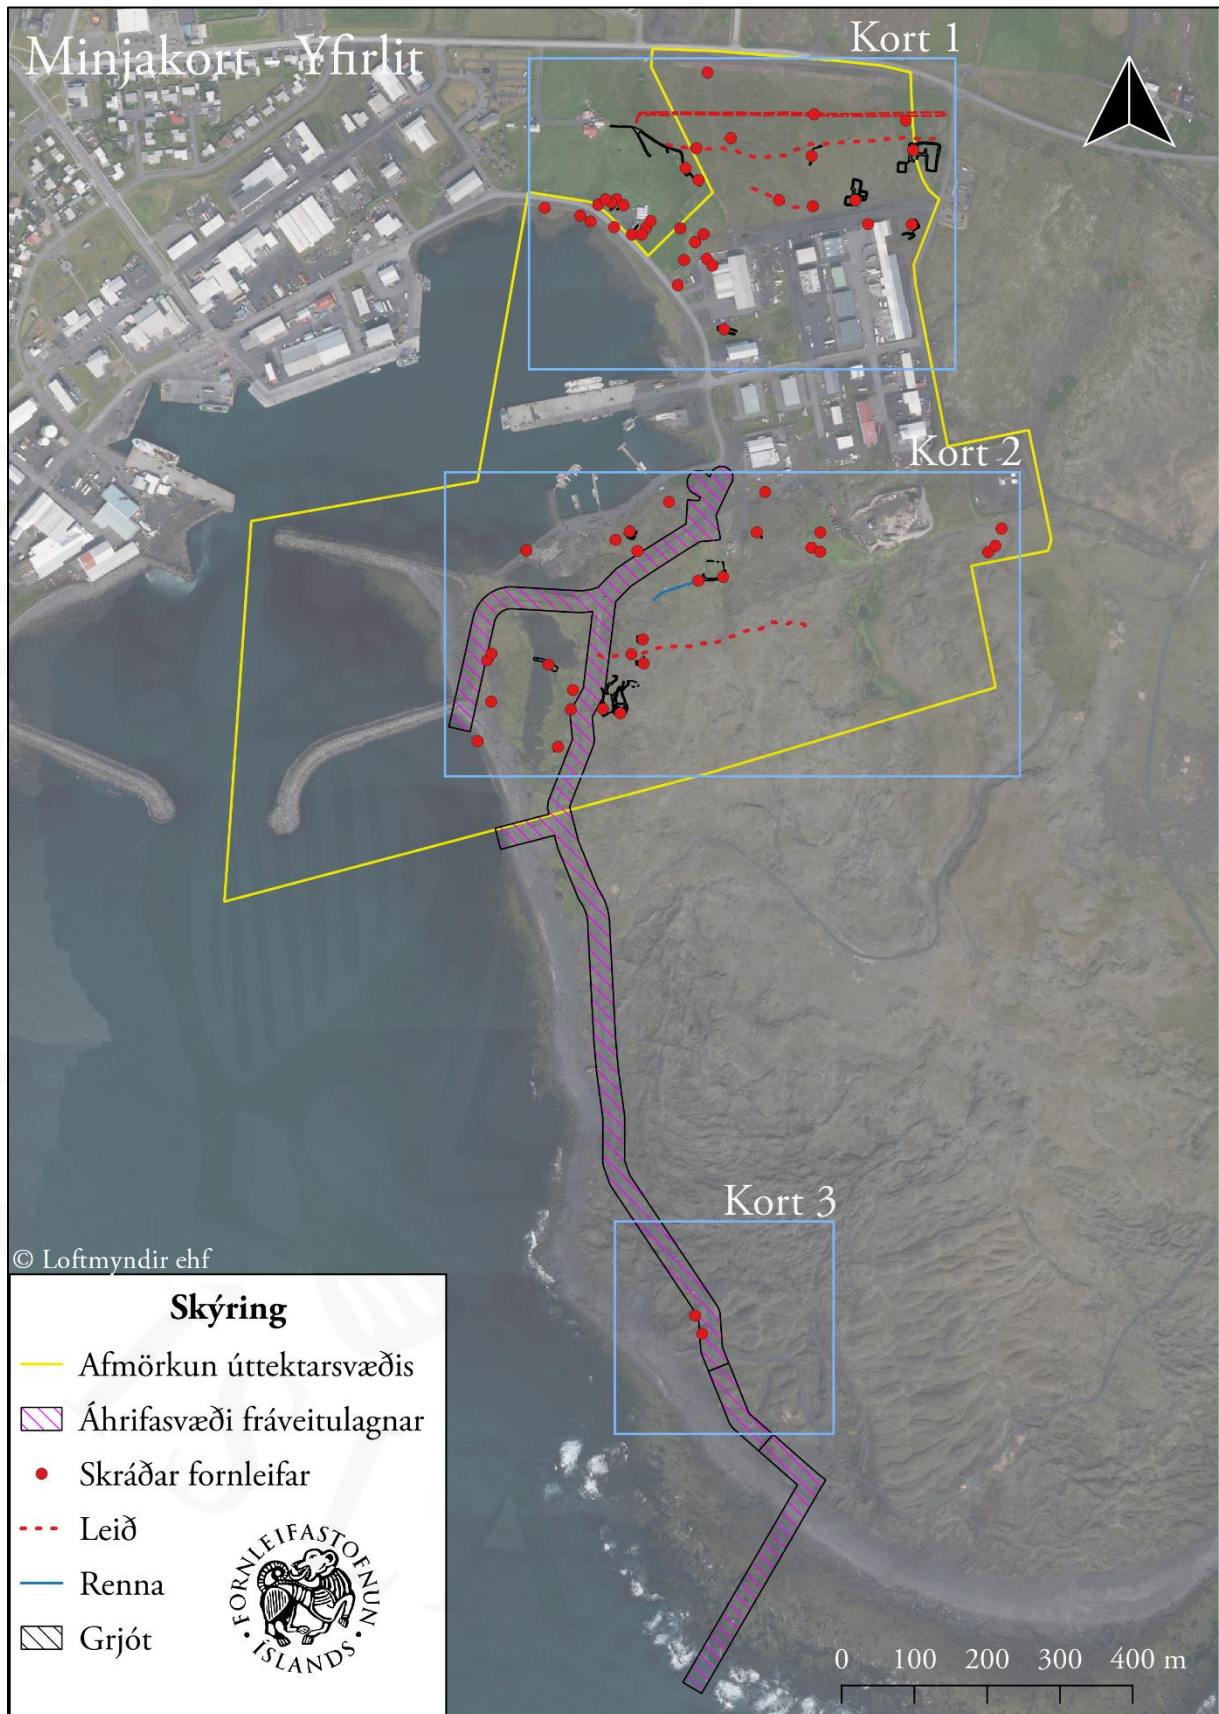 Minjakort - Yfirlit
Kort 1
Kort 2
Kort 3
© Loftmyndir ehf
Skýring
Afmörkun úttektarsvæðis
Áhrifasvæði fráveitulagnar
Skráðar fornleifar
Leið
Renna
Grjót
FORNLEIFASTOFNUN
· ÍSLANDS ·
0 100 200 300 400 m